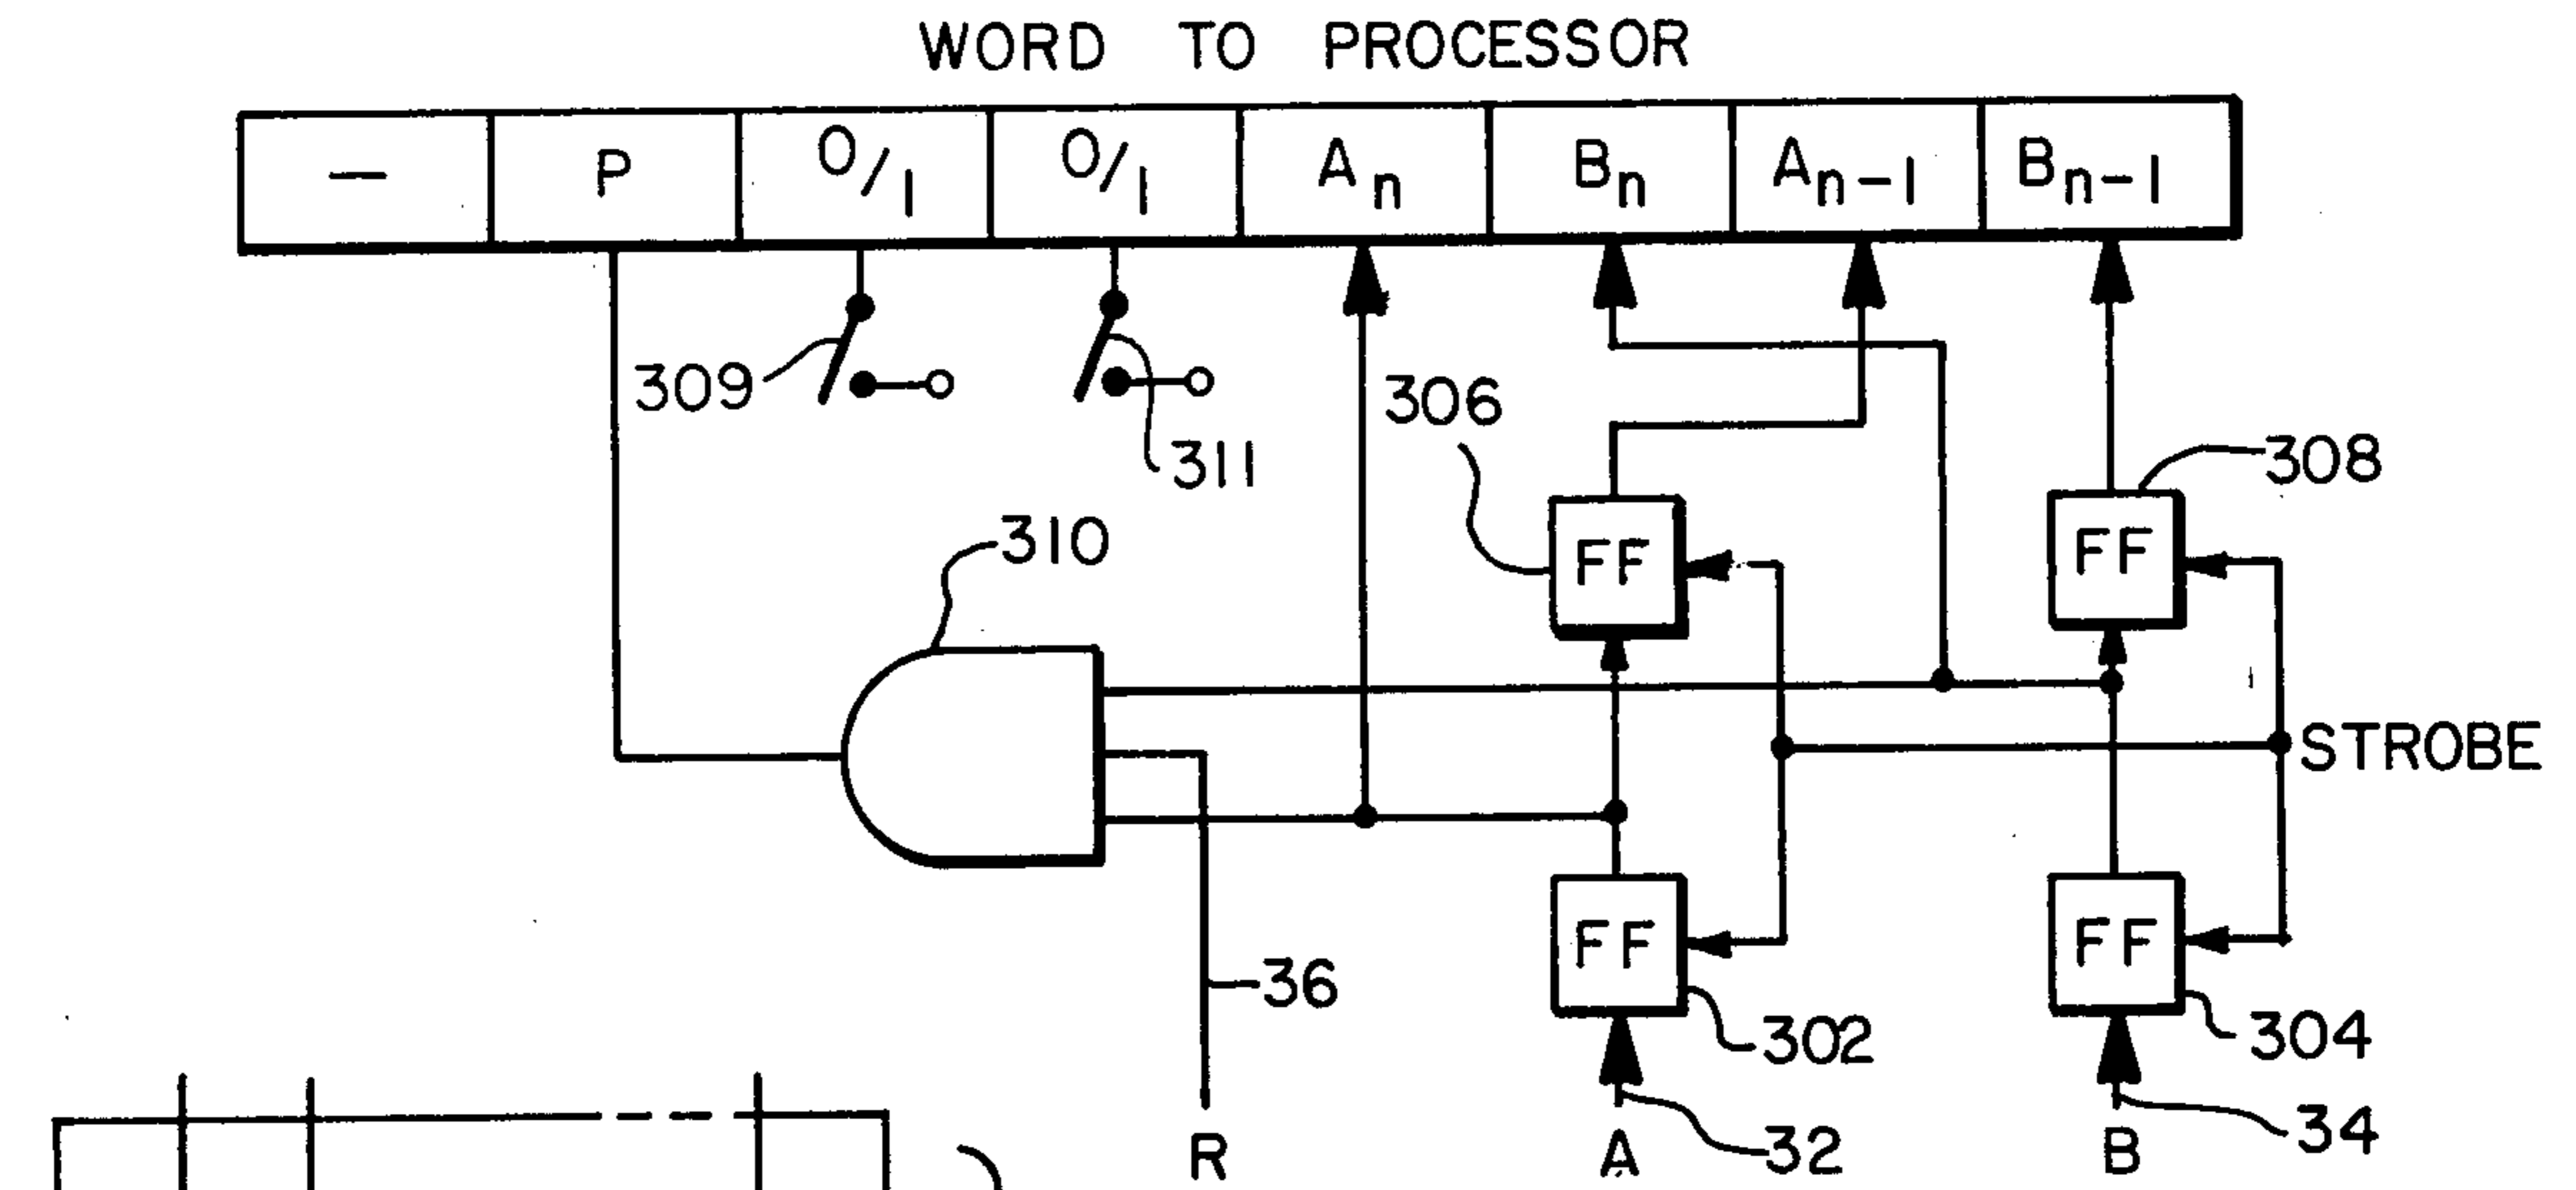 WORD TO PROCESSOR
— P 0/1 0/1 An Bn An-1 Bn-1
309
311
306
308
FF FF
310
STROBE
36
FF FF
302
304
R A 32 B 34